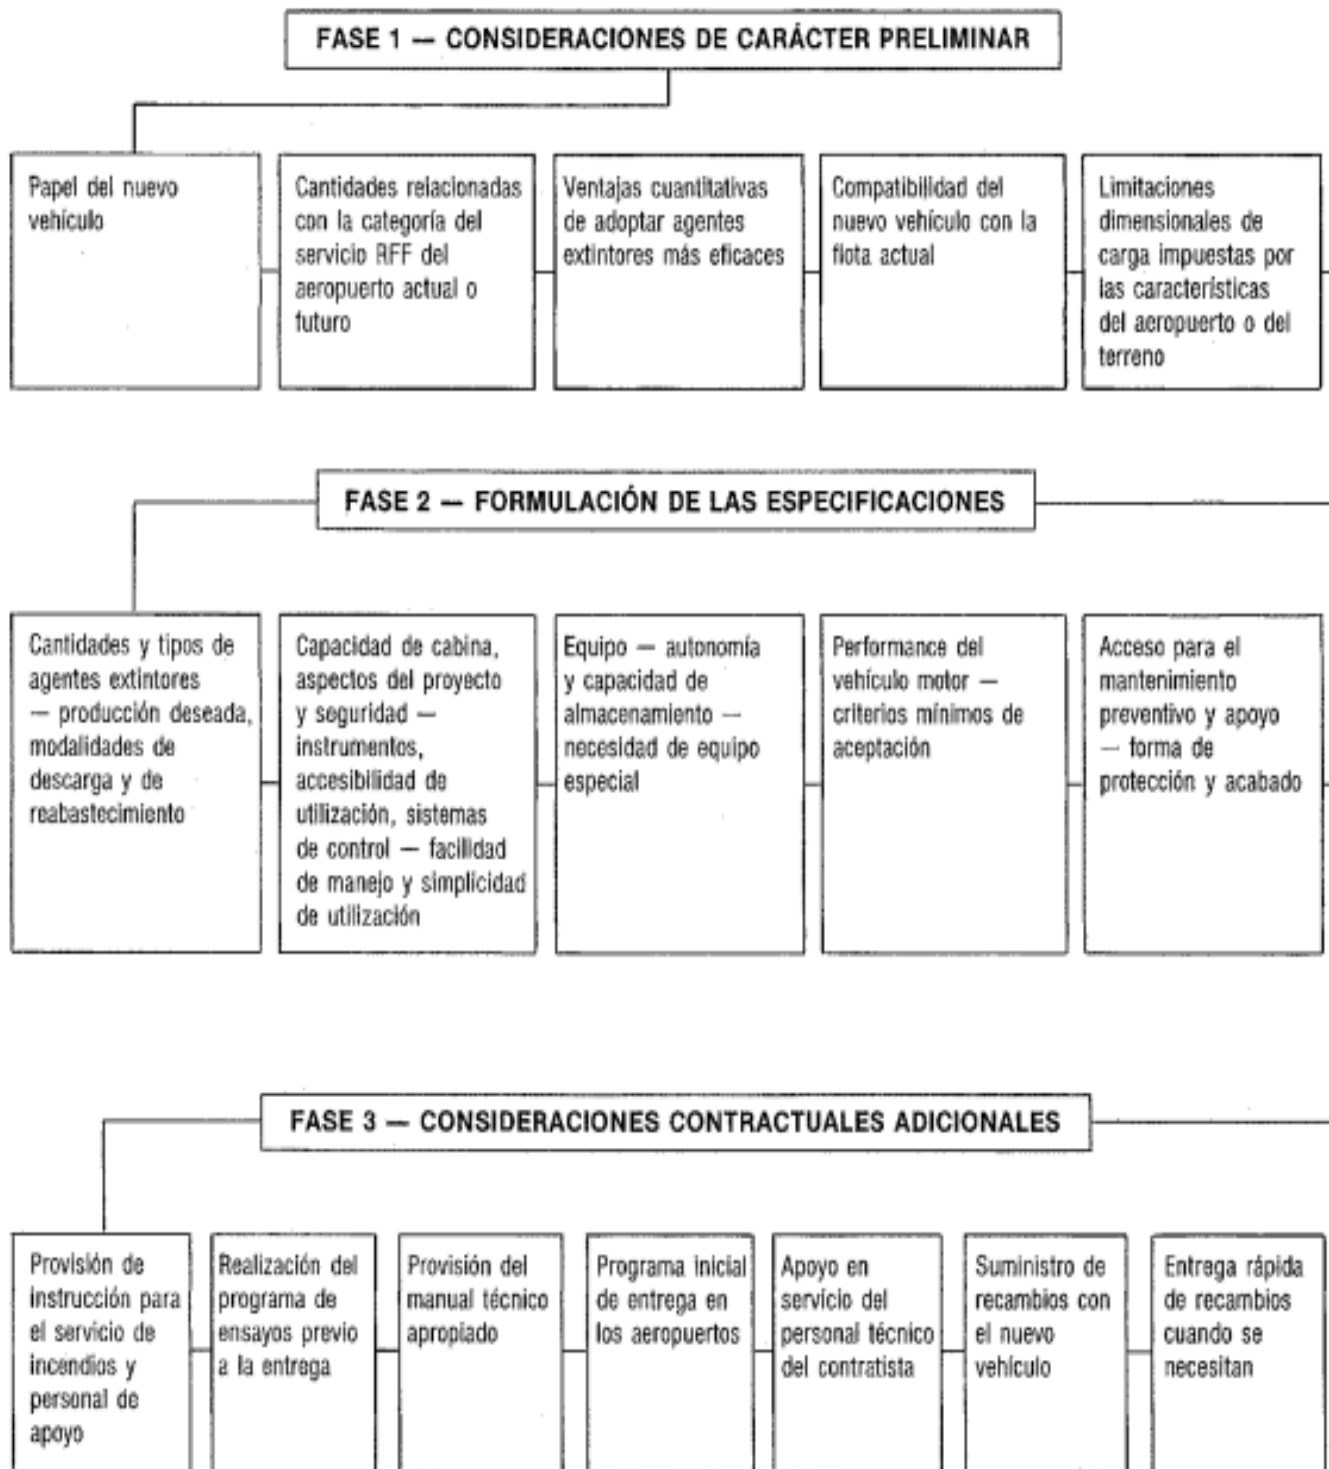 FASE 1 — CONSIDERACIONES DE CARÁCTER PRELIMINAR
Papel del nuevo
vehículo
Cantidades relacionadas
con la categoría del
servicio RFF del
aeropuerto actual o
futuro
Ventajas cuantitativas
de adoptar agentes
extintores más eficaces
Compatibilidad del
nuevo vehículo con la
flota actual
Limitaciones
dimensionales de
carga impuestas por
las características
del aeropuerto o del
terreno
FASE 2 — FORMULACIÓN DE LAS ESPECIFICACIONES
Cantidades y tipos de
agentes extintores
— producción deseada,
modalidades de
descarga y de
reabastecimiento
Capacidad de cabina,
aspectos del proyecto
y seguridad —
instrumentos,
accesibilidad de
utilización, sistemas
de control — facilidad
de manejo y simplicidad
de utilización
Equipo — autonomía
y capacidad de
almacenamiento —
necesidad de equipo
especial
Performance del
vehículo motor —
criterios mínimos de
aceptación
Acceso para el
mantenimiento
preventivo y apoyo
— forma de
protección y acabado
FASE 3 — CONSIDERACIONES CONTRACTUALES ADICIONALES
Provisión de
instrucción para
el servicio de
incendios y
personal de
apoyo
Realización del
programa de
ensayos previo
a la entrega
Provisión del
manual técnico
apropiado
Programa inicial
de entrega en
los aeropuertos
Apoyo en
servicio del
personal técnico
del contratista
Suministro de
recambios con
el nuevo
vehículo
Entrega rápida
de recambios
cuando se
necesitan